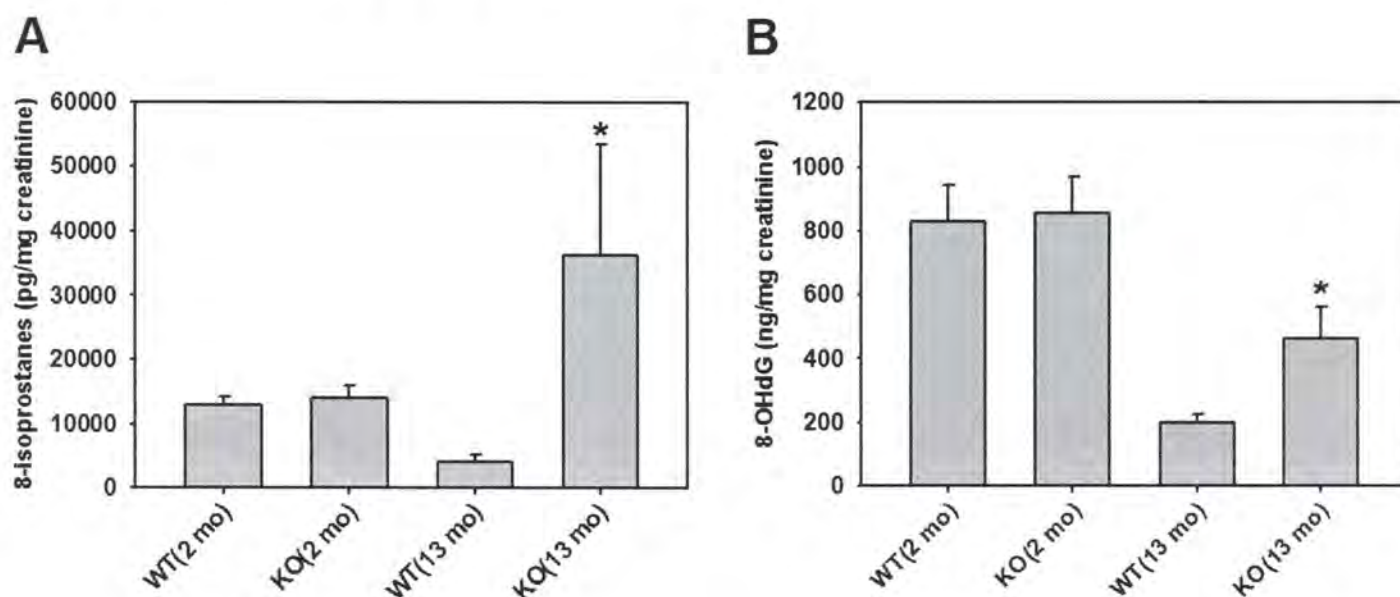 A
8-isoprostanes (pg/mg creatinine)
60000
50000
40000
30000
20000
10000
0
*
WT(2 mo)
KO(2 mo)
WT(13 mo)
KO(13 mo)
B
8-OHdG (ng/mg creatinine)
1200
1000
800
600
400
200
0
*
WT(2 mo)
KO(2 mo)
WT(13 mo)
KO(13 mo)